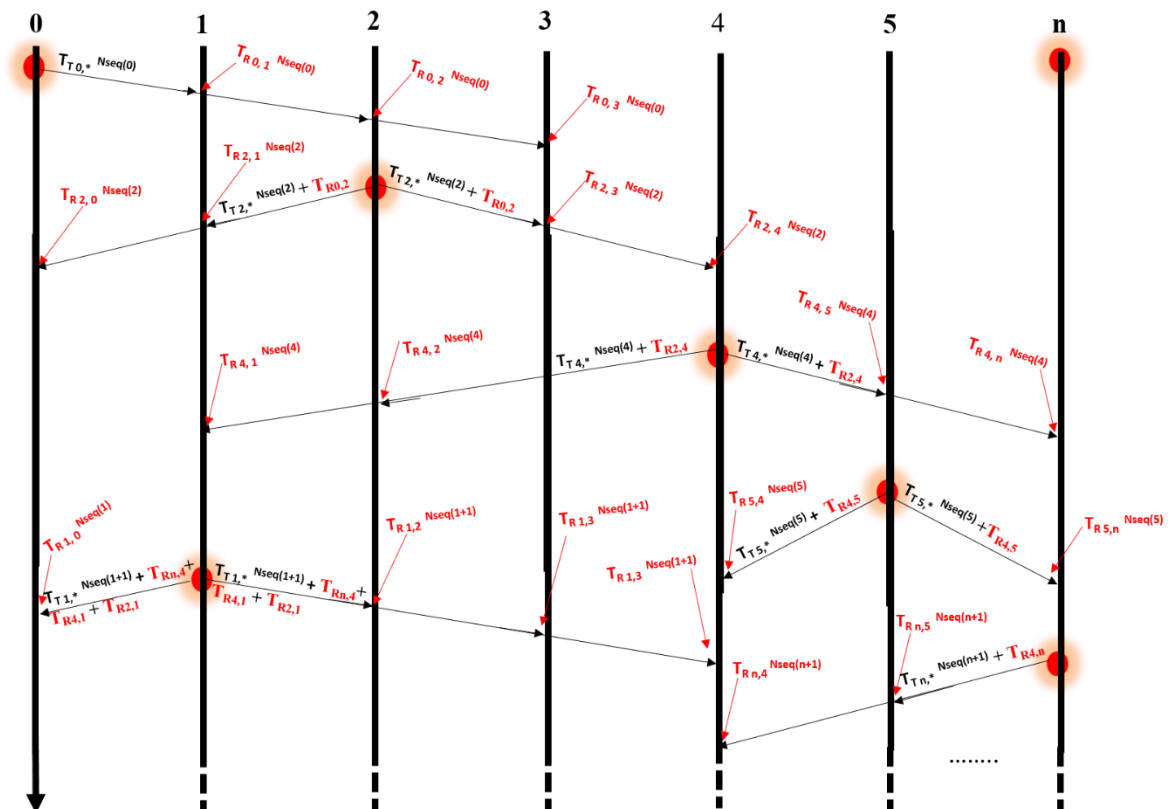 0 1 2 3 4 5 n
T T 0,* Nseq(0)
T R 0, 1 Nseq(0)
T R 0, 2 Nseq(0)
T R 0, 3 Nseq(0)
T R 2, 0 Nseq(2)
T R 2, 1 Nseq(2)
T T 2,* Nseq(2) + T R0,2
T T 2,* Nseq(2) + T R0,2
T R 2, 3 Nseq(2)
T R 2, 4 Nseq(2)
T R 4, 1 Nseq(4)
T R 4, 2 Nseq(4)
T T 4,* Nseq(4) + T R2,4
T T 4,* Nseq(4) + T R2,4
T R 4, 5 Nseq(4)
T R 4, n Nseq(4)
T R 1, 0 Nseq(1)
T T 1,* Nseq(1+1) + T Rn,4 +
T R4,1 + T R2,1
T T 1,* Nseq(1+1) + T Rn,4 +
T R4,1 + T R2,1
T R 1,2 Nseq(1+1)
T R 1,3 Nseq(1+1)
T R 1,3 Nseq(1+1)
T R 5,4 Nseq(5)
T T 5,* Nseq(5) + T R4,5
T T 5,* Nseq(5) +T R4,5
T R 5,n Nseq(5)
T R n,4 Nseq(n+1)
T R n,5 Nseq(n+1)
T T n,* Nseq(n+1) + T R4,n
........